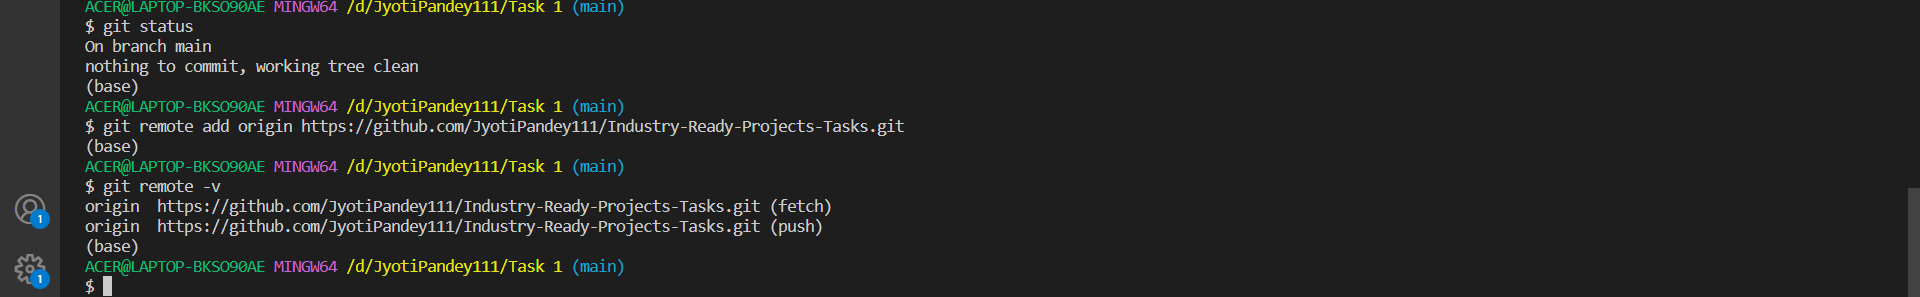 ACER@LAPTOP-BKSO90AE MINGW64 /d/JyotiPandey111/Task 1 (main)
$ git status
On branch main
nothing to commit, working tree clean
(base)
ACER@LAPTOP-BKSO90AE MINGW64 /d/JyotiPandey111/Task 1 (main)
$ git remote add origin https://github.com/JyotiPandey111/Industry-Ready-Projects-Tasks.git
(base)
ACER@LAPTOP-BKSO90AE MINGW64 /d/JyotiPandey111/Task 1 (main)
$ git remote -v
origin  https://github.com/JyotiPandey111/Industry-Ready-Projects-Tasks.git (fetch)
origin  https://github.com/JyotiPandey111/Industry-Ready-Projects-Tasks.git (push)
(base)
ACER@LAPTOP-BKSO90AE MINGW64 /d/JyotiPandey111/Task 1 (main)
$
1
1